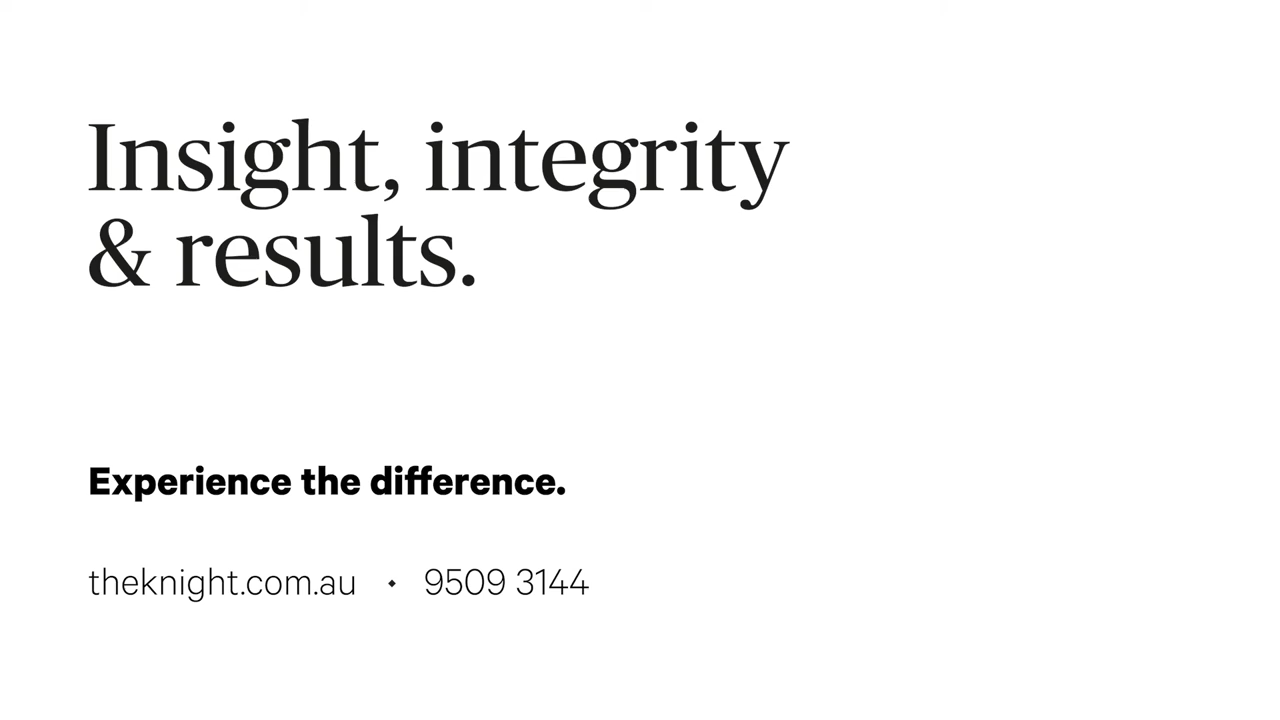 Insight, integrity
& results.
Experience the difference.
theknight.com.au • 9509 3144